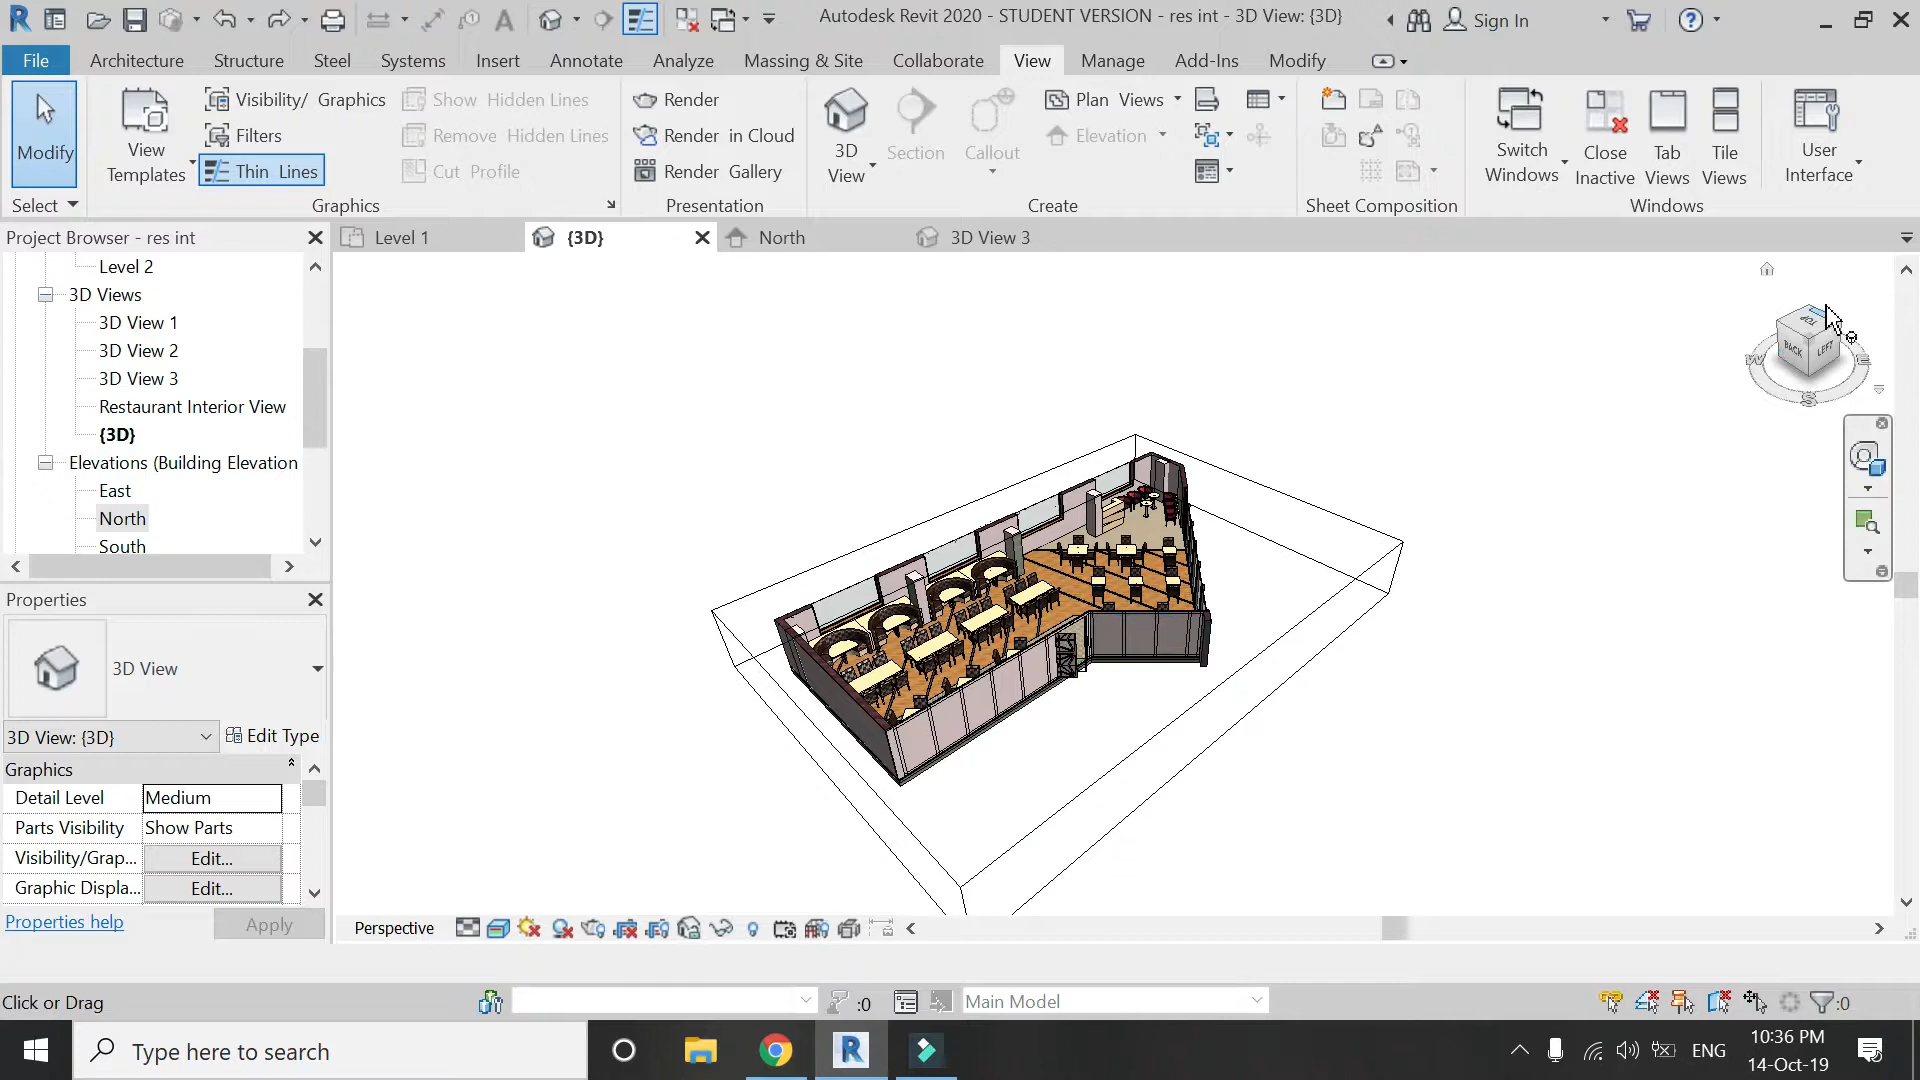 Autodesk Revit 2020 - STUDENT VERSION - res int - 3D View: {3D}
Sign In
File Architecture Structure Steel Systems Insert Annotate Analyze Massing & Site Collaborate View Manage Add-Ins Modify
Modify
Select
View Templates
Visibility/ Graphics
Filters
Thin Lines
Show Hidden Lines
Remove Hidden Lines
Cut Profile
Graphics
Render
Render in Cloud
Render Gallery
Presentation
3D View
Section
Callout
Plan Views
Elevation
Create
Sheet Composition
Switch Windows
Close Inactive
Tab Views
Tile Views
User Interface
Windows
Project Browser - res int
Level 1
{3D}
North
3D View 3
Level 2
3D Views
3D View 1
3D View 2
3D View 3
Restaurant Interior View
{3D}
Elevations (Building Elevation
East
North
South
TOP
BACK
LEFT
W
E
S
Properties
3D View
3D View: {3D}
Edit Type
Graphics
Detail Level Medium
Parts Visibility Show Parts
Visibility/Grap... Edit...
Graphic Displa... Edit...
Properties help
Apply
Perspective
Click or Drag
:0
Main Model
:0
Type here to search
ENG
10:36 PM
14-Oct-19